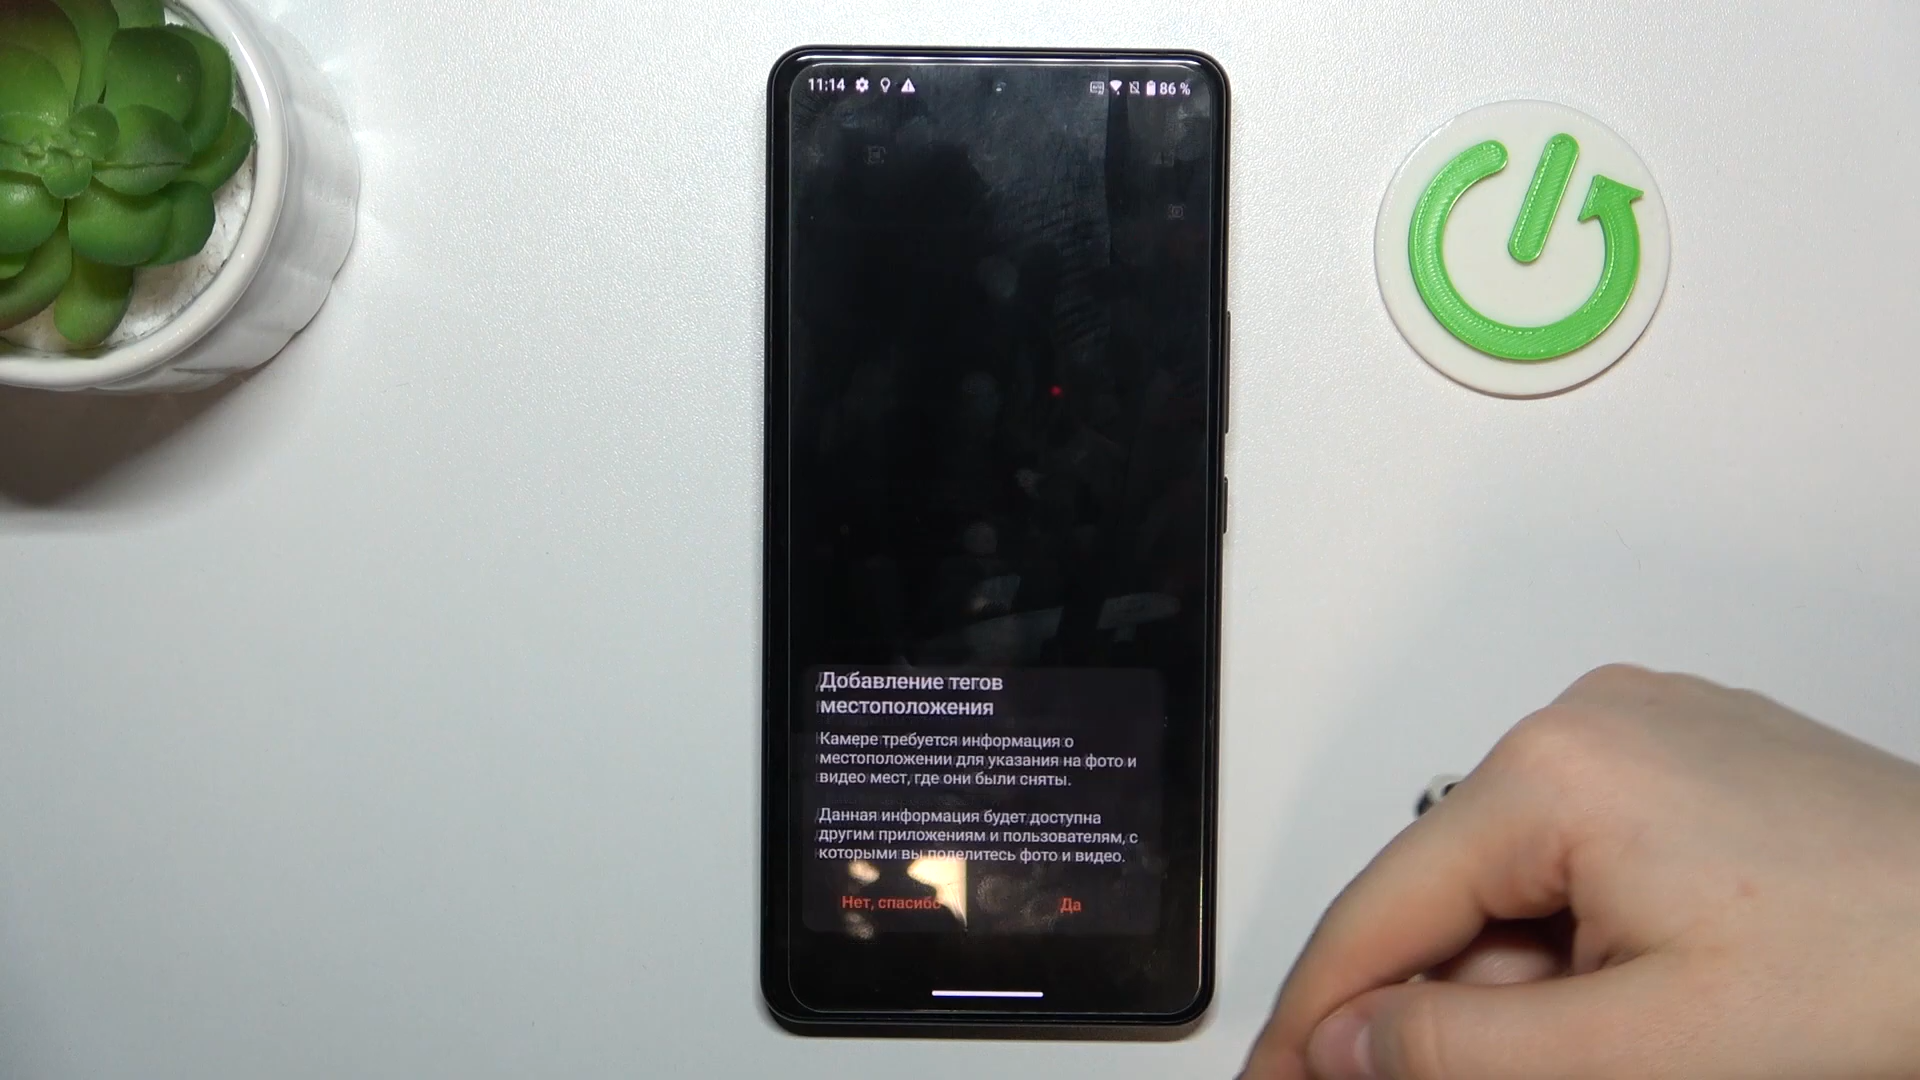 11:14 86 %
Добавление тегов
местоположения
Камере требуется информация о
местоположении для указания на фото и
видео мест, где они были сняты.
Данная информация будет доступна
другим приложениям и пользователям, с
которыми вы поделитесь фото и видео.
Нет, спасибо Да